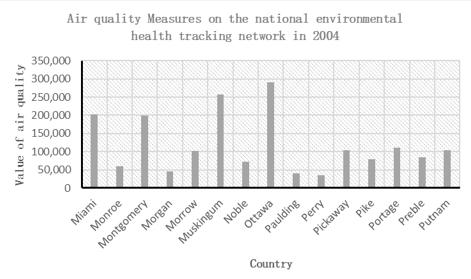 Air quality Measures on the national environmental
health tracking network in 2004
Value of air quality
350,000
300,000
250,000
200,000
150,000
100,000
50,000
0
Miami
Monroe
Montgomery
Morgan
Morrow
Muskingum
Noble
Ottawa
Paulding
Perry
Pickaway
Pike
Portage
Preble
Putnam
Country